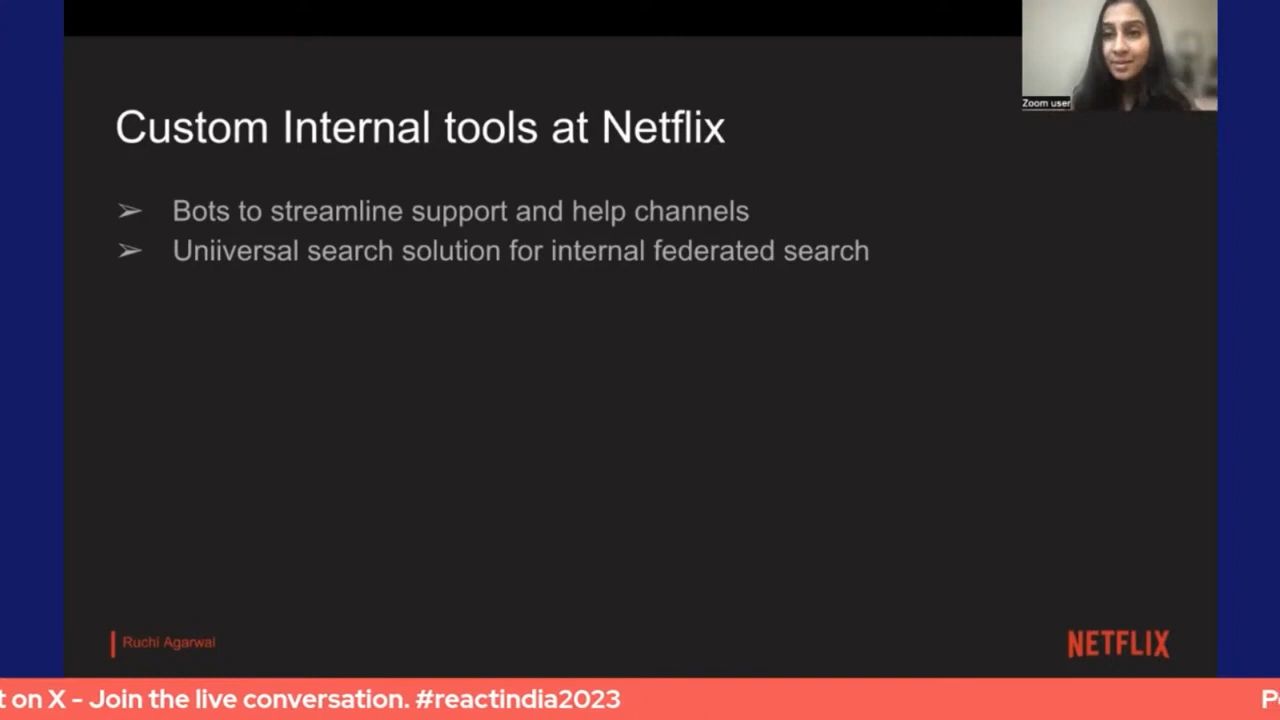 Zoom user
Custom Internal tools at Netflix
➢ Bots to streamline support and help channels
➢ Uniiversal search solution for internal federated search
Ruchi Agarwal
NETFLIX
t on X – Join the live conversation. #reactindia2023
P